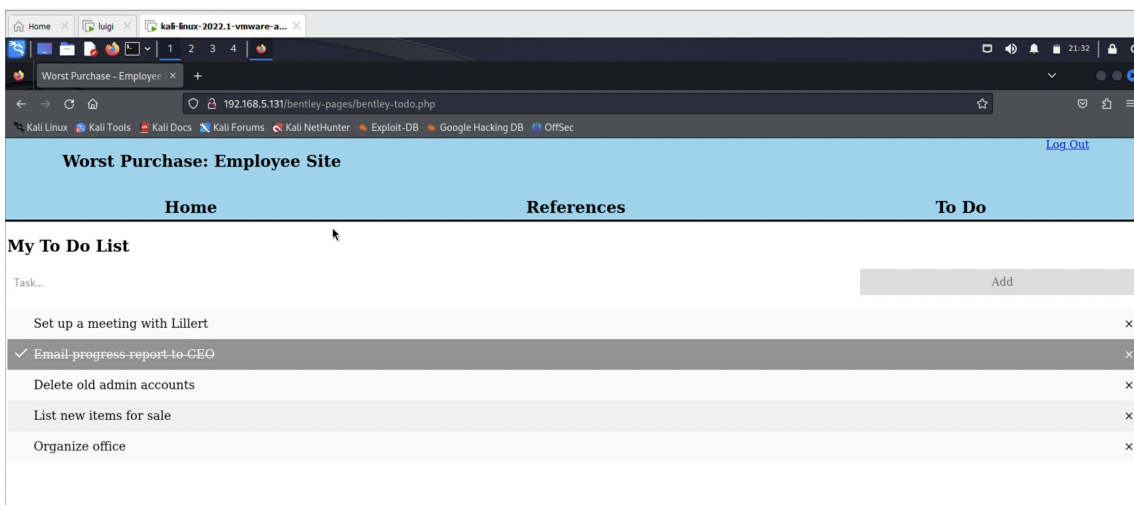 Home luigi kali-linux-2022.1-vmware-a...
1 2 3 4 21:32
Worst Purchase - Employee
192.168.5.131/bentley-pages/bentley-todo.php
Kali Linux Kali Tools Kali Docs Kali Forums Kali NetHunter Exploit-DB Google Hacking DB OffSec
Log Out
Worst Purchase: Employee Site
Home References To Do
My To Do List
Task... Add
Set up a meeting with Lillert
Email progress report to CEO
Delete old admin accounts
List new items for sale
Organize office